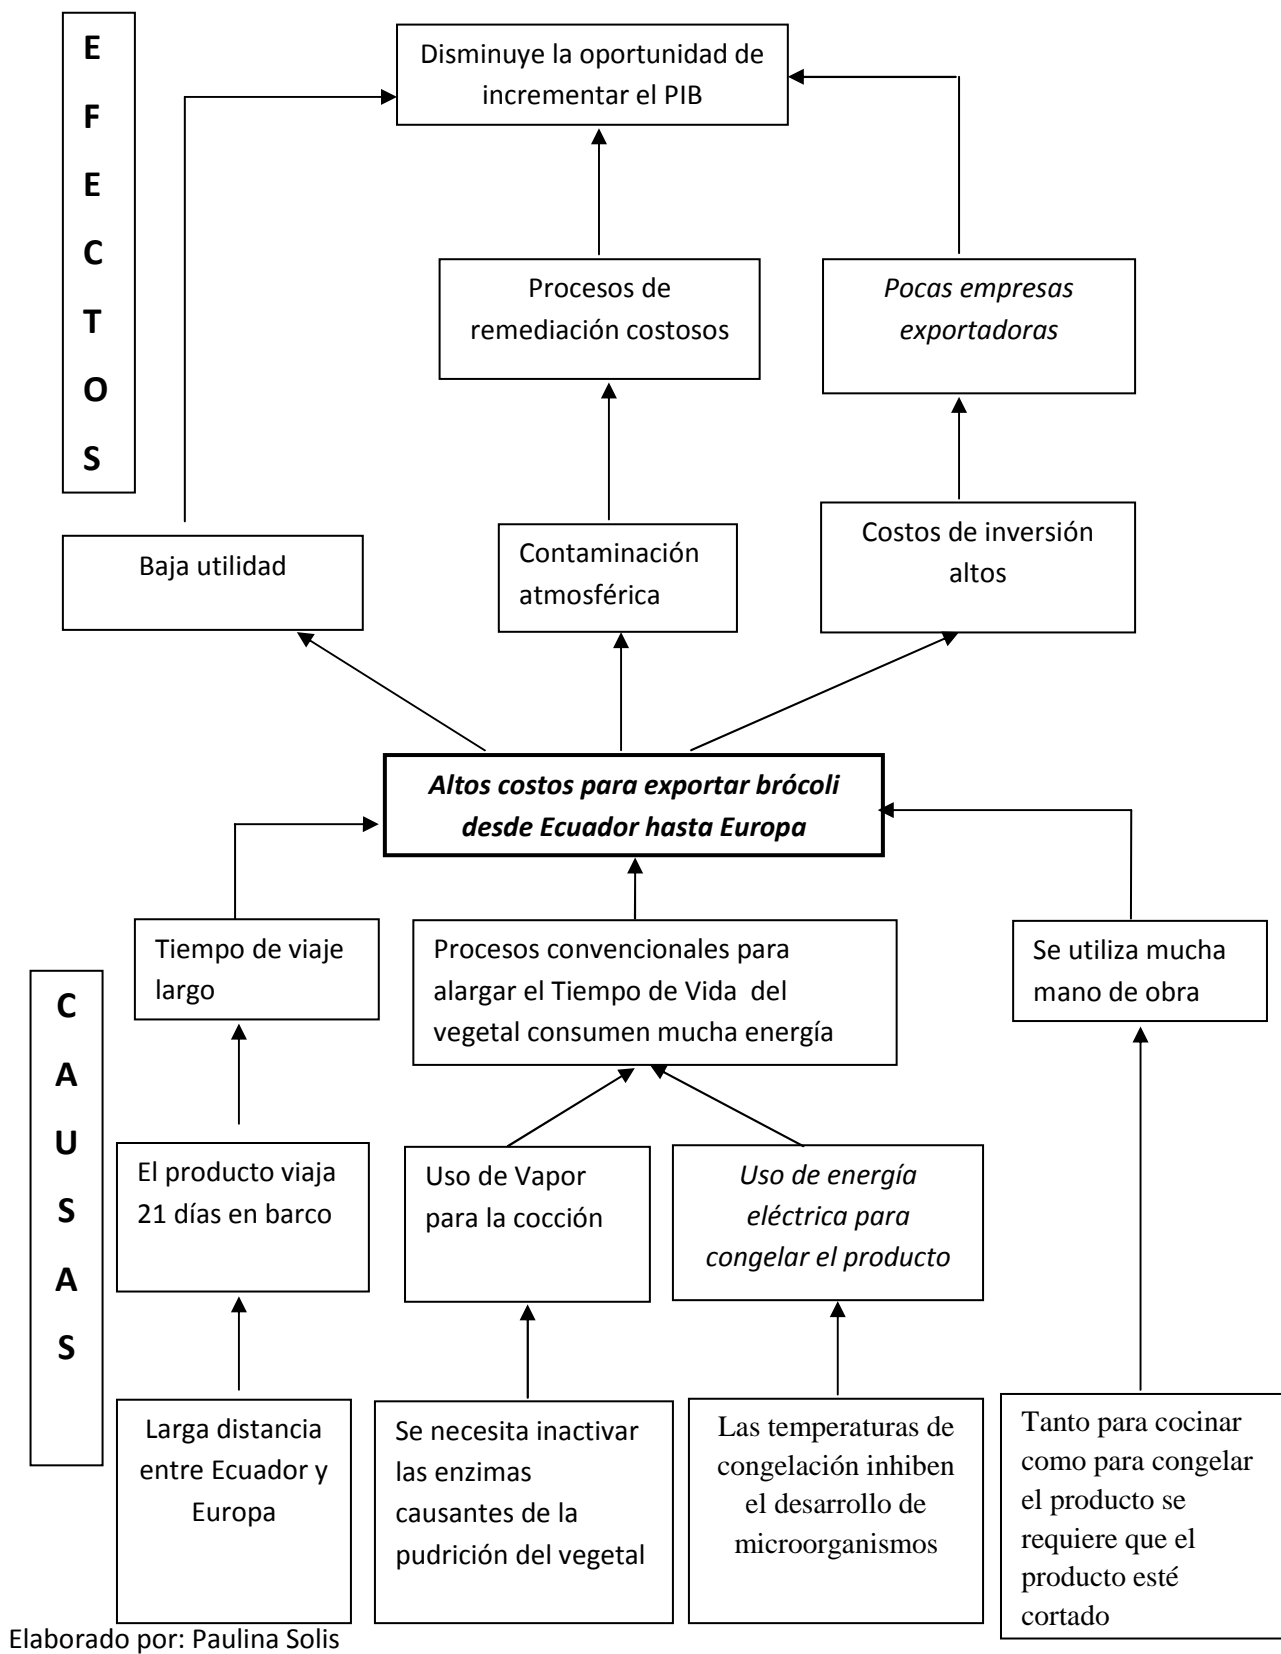 E
F
E
C
T
O
S
Disminuye la oportunidad de
incrementar el PIB
Procesos de
remediación costosos
Pocas empresas
exportadoras
Baja utilidad
Contaminación
atmosférica
Costos de inversión
altos
Altos costos para exportar brócoli
desde Ecuador hasta Europa
C
A
U
S
A
S
Tiempo de viaje
largo
Procesos convencionales para
alargar el Tiempo de Vida del
vegetal consumen mucha energía
Se utiliza mucha
mano de obra
El producto viaja
21 días en barco
Uso de Vapor
para la cocción
Uso de energía
eléctrica para
congelar el producto
Larga distancia
entre Ecuador y
Europa
Se necesita inactivar
las enzimas
causantes de la
pudrición del vegetal
Las temperaturas de
congelación inhiben
el desarrollo de
microorganismos
Tanto para cocinar
como para congelar
el producto se
requiere que el
producto esté
cortado
Elaborado por: Paulina Solis